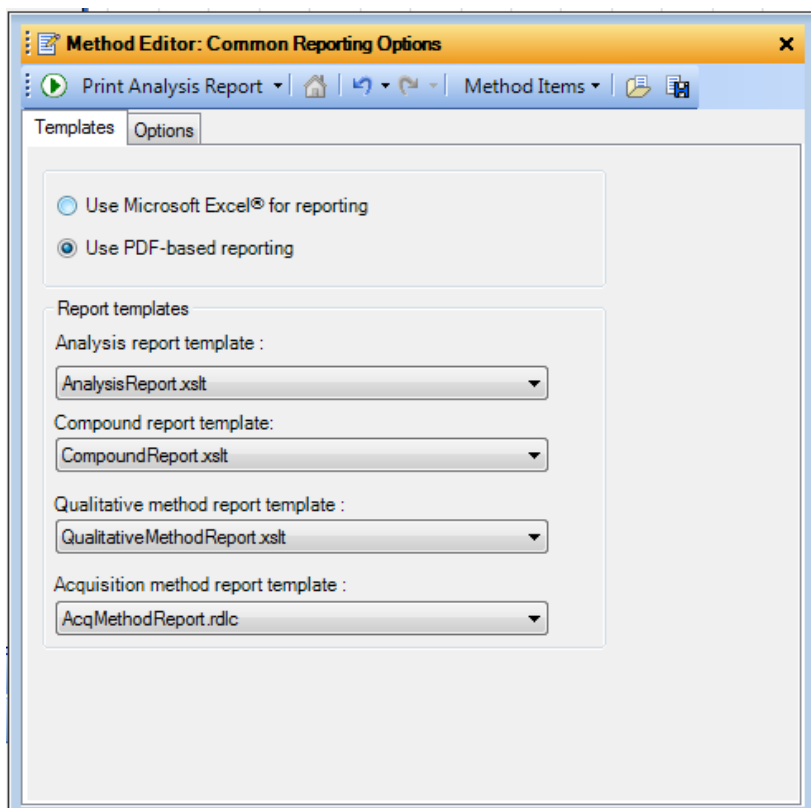 Method Editor: Common Reporting Options
Print Analysis Report Method Items
Templates Options
Use Microsoft Excel® for reporting
Use PDF-based reporting
Report templates
Analysis report template :
AnalysisReport.xslt
Compound report template:
CompoundReport.xslt
Qualitative method report template :
QualitativeMethodReport.xslt
Acquisition method report template :
AcqMethodReport.rdlc